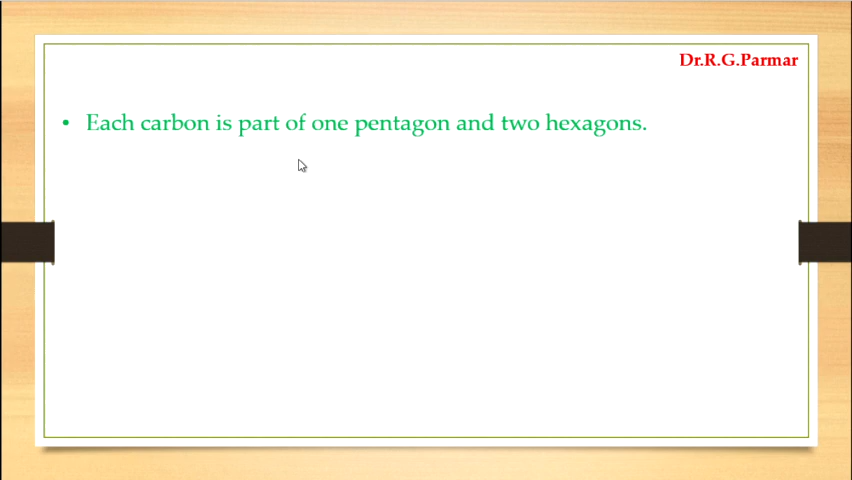 Dr.R.G.Parmar
• Each carbon is part of one pentagon and two hexagons.